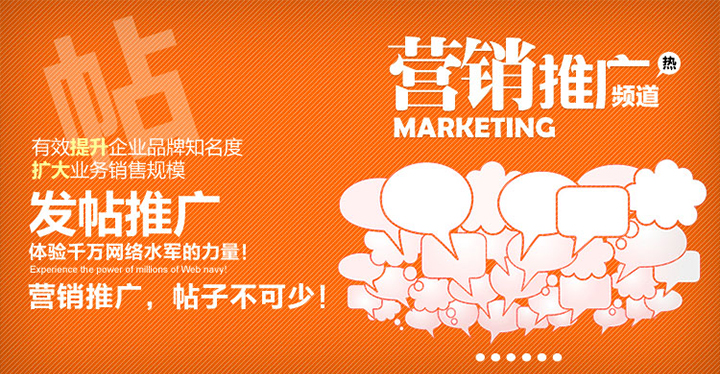 帖
有效提升企业品牌知名度
扩大业务销售规模
发帖推广
体验千万网络水军的力量！
Experience the power of millions of Web navy!
营销推广，帖子不可少！
营销推广频道
热
MARKETING